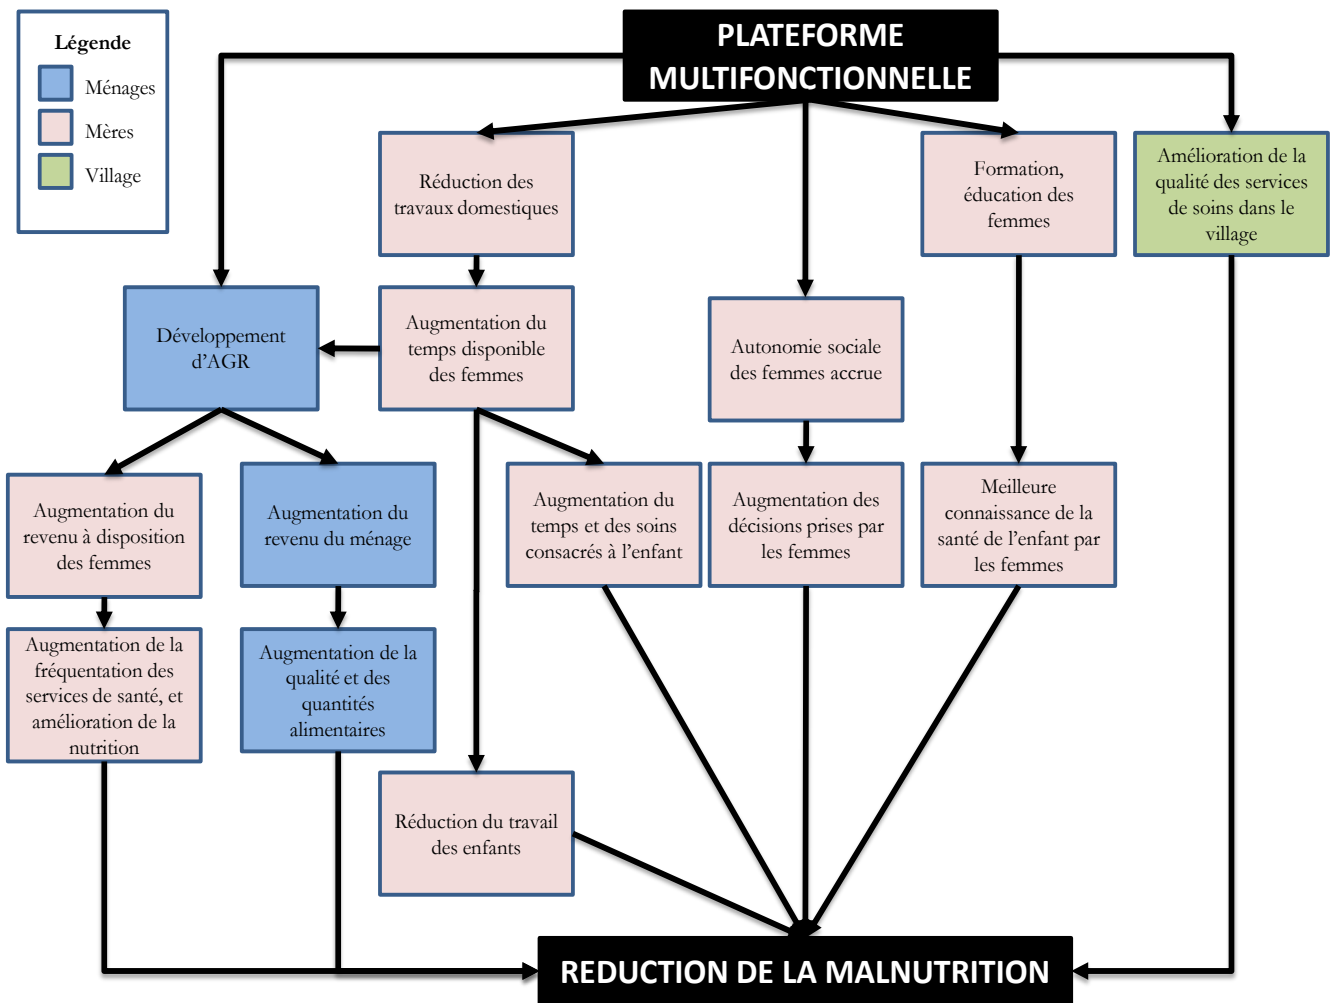 Légende
Ménages
Mères
Village
PLATEFORME
MULTIFONCTIONNELLE
Réduction des
travaux domestiques
Formation,
éducation des
femmes
Amélioration de la
qualité des services
de soins dans le
village
Développement
d’AGR
Augmentation du
temps disponible
des femmes
Autonomie sociale
des femmes accrue
Augmentation du
revenu à disposition
des femmes
Augmentation du
revenu du ménage
Augmentation du
temps et des soins
consacrés à l’enfant
Augmentation des
décisions prises par
les femmes
Meilleure
connaissance de la
santé de l’enfant par
les femmes
Augmentation de la
fréquentation des
services de santé, et
amélioration de la
nutrition
Augmentation de la
qualité et des
quantités
alimentaires
Réduction du travail
des enfants
REDUCTION DE LA MALNUTRITION